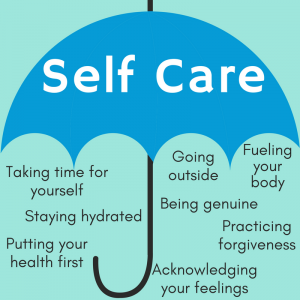 Self Care
Taking time for
yourself
Going
outside
Fueling
your
body
Staying hydrated
Being genuine
Putting your
health first
Practicing
forgiveness
Acknowledging
your feelings